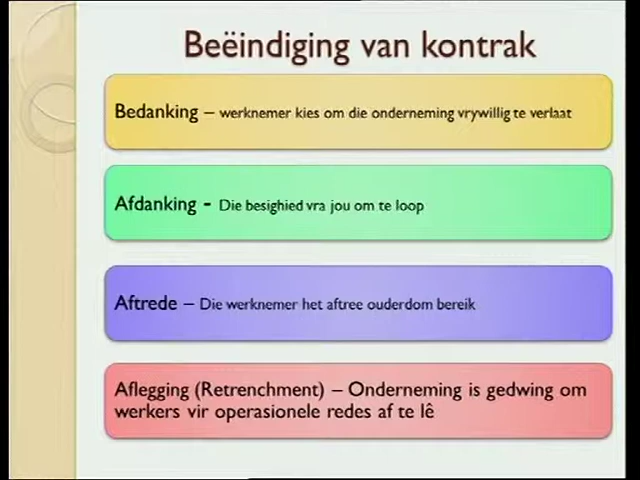 Beëindiging van kontrak
Bedanking – werknemer kies om die onderneming vrywillig te verlaat
Afdanking - Die besighied vra jou om te loop
Aftrede – Die werknemer het aftree ouderdom bereik
Aflegging (Retrenchment) – Onderneming is gedwing om
werkers vir operasionele redes af te lê